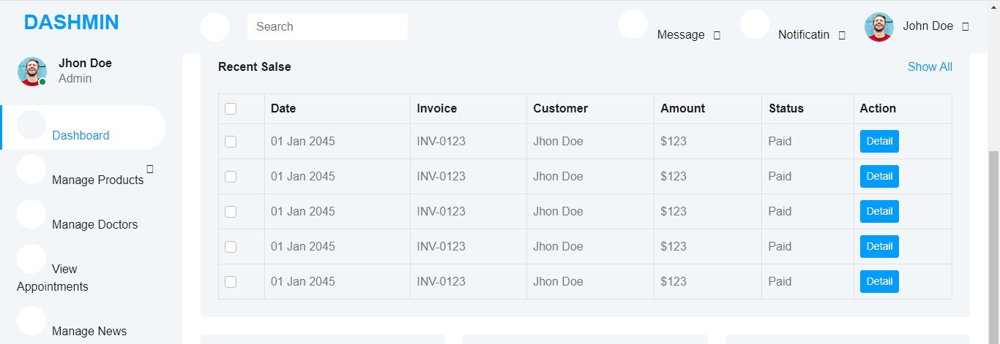 DASHMIN
Search
Message
Notificatin
John Doe
Jhon Doe
Admin
Dashboard
Manage Products
Manage Doctors
View
Appointments
Manage News
Recent Salse
Show All
Date Invoice Customer Amount Status Action
01 Jan 2045 INV-0123 Jhon Doe $123 Paid Detail
01 Jan 2045 INV-0123 Jhon Doe $123 Paid Detail
01 Jan 2045 INV-0123 Jhon Doe $123 Paid Detail
01 Jan 2045 INV-0123 Jhon Doe $123 Paid Detail
01 Jan 2045 INV-0123 Jhon Doe $123 Paid Detail